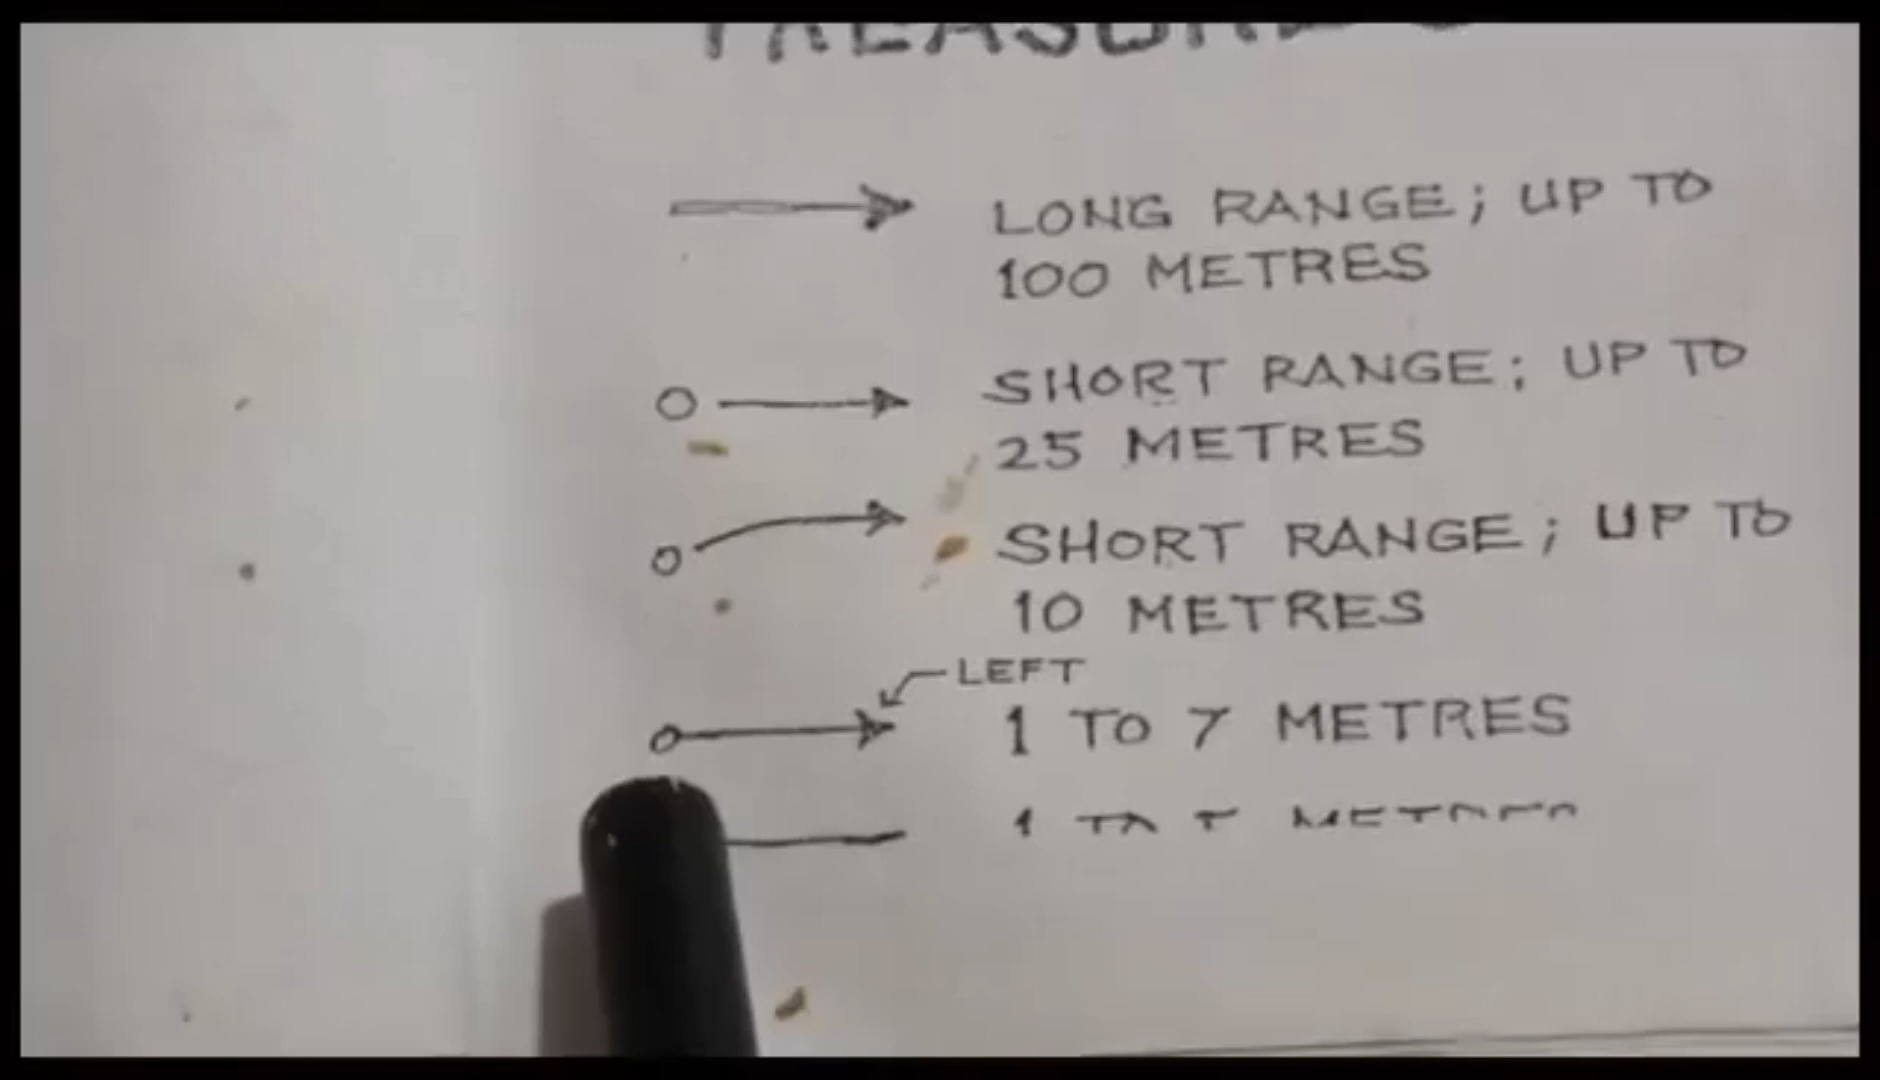 LONG RANGE; UP TO
100 METRES
SHORT RANGE; UP TO
25 METRES
SHORT RANGE; UP TO
10 METRES
LEFT
1 TO 7 METRES